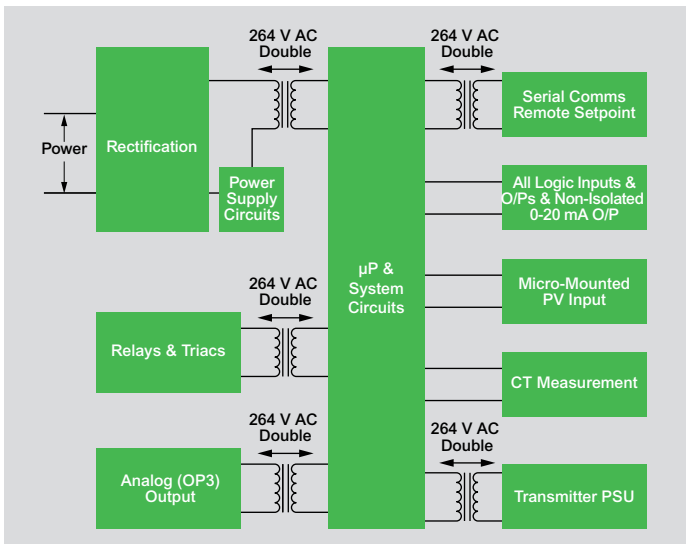 264 V AC
Double
264 V AC
Double
Power
Rectification
Power
Supply
Circuits
Serial Comms
Remote Setpoint
All Logic Inputs &
O/Ps & Non-Isolated
0-20 mA O/P
264 V AC
Double
µP &
System
Circuits
Micro-Mounted
PV Input
Relays & Triacs
CT Measurement
264 V AC
Double
264 V AC
Double
Analog (OP3)
Output
Transmitter PSU